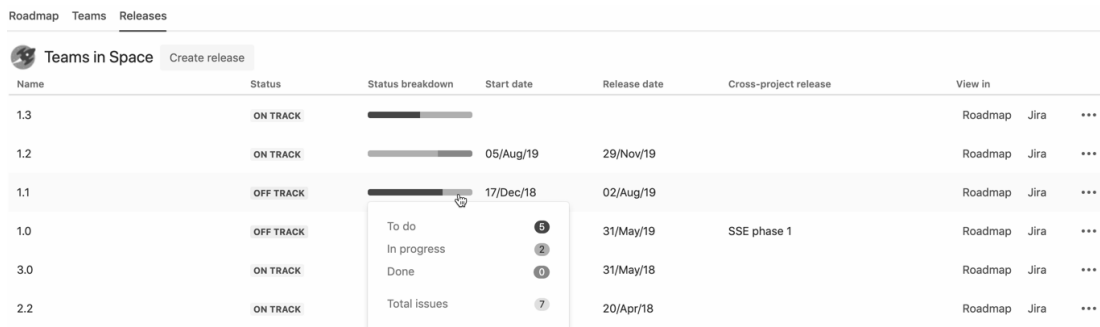 Roadmap Teams Releases
Teams in Space Create release
Name Status Status breakdown Start date Release date Cross-project release View in
1.3 ON TRACK Roadmap Jira
1.2 ON TRACK 05/Aug/19 29/Nov/19 Roadmap Jira
1.1 OFF TRACK 17/Dec/18 02/Aug/19 Roadmap Jira
To do 5
1.0 OFF TRACK 31/May/19 SSE phase 1 Roadmap Jira
In progress 2
3.0 ON TRACK 31/May/18 Roadmap Jira
Done 0
Total issues 7
2.2 ON TRACK 20/Apr/18 Roadmap Jira